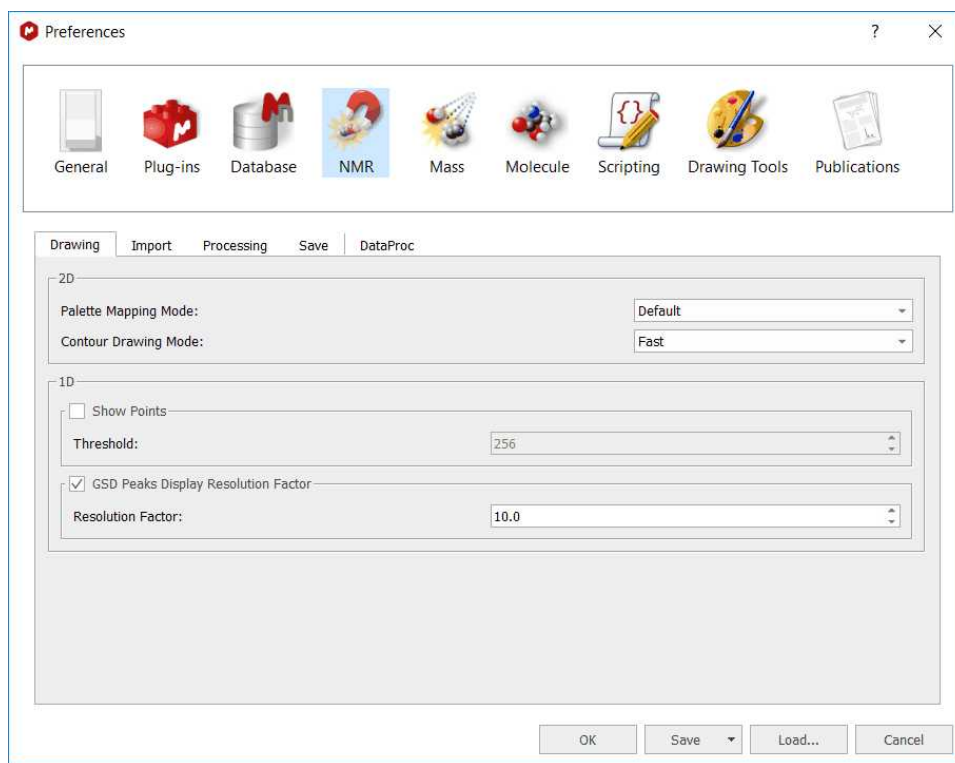 Preferences
?
General Plug-ins Database NMR Mass Molecule Scripting Drawing Tools Publications
Drawing Import Processing Save DataProc
2D
Palette Mapping Mode: Default
Contour Drawing Mode: Fast
1D
Show Points
Threshold: 256
GSD Peaks Display Resolution Factor
Resolution Factor: 10.0
OK Save Load... Cancel